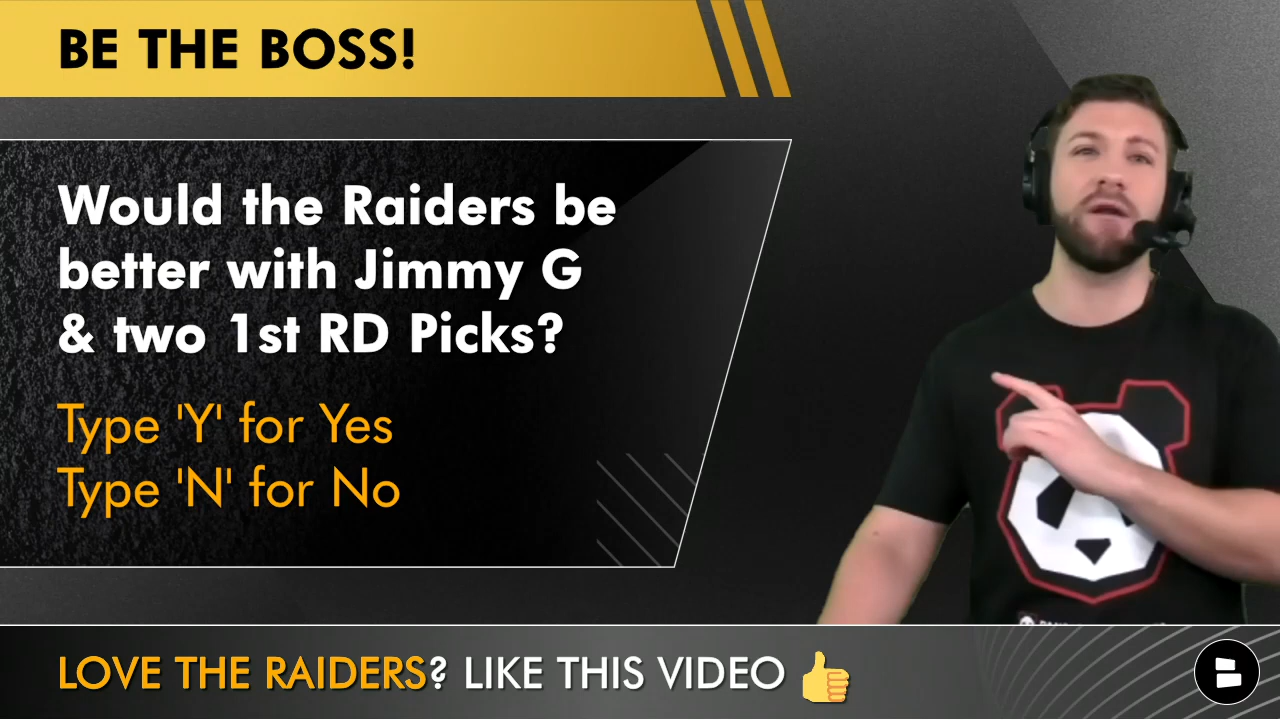 BE THE BOSS!
Would the Raiders be
better with Jimmy G
& two 1st RD Picks?
Type 'Y' for Yes
Type 'N' for No
LOVE THE RAIDERS? LIKE THIS VIDEO